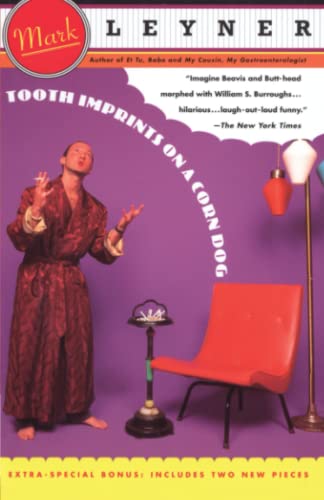 Mark
LEYNER
Author of Et Tu, Babe and My Cousin, My Gastroenterologist
"Imagine Beavis and Butt-head
morphed with William S. Burroughs...
hilarious...laugh-out-loud funny."
—The New York Times
TOOTH IMPRINTS ON A CORN DOG
EXTRA-SPECIAL BONUS: INCLUDES TWO NEW PIECES